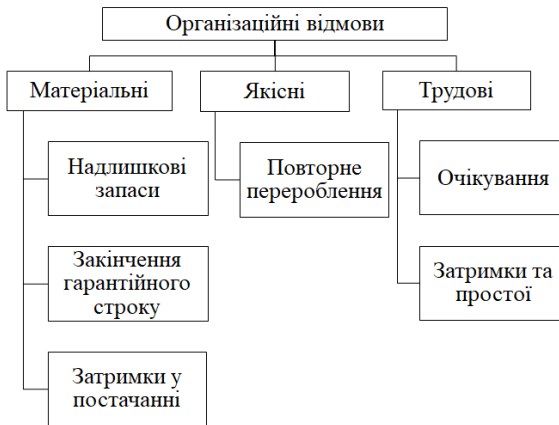 Організаційні відмови
Матеріальні
Якісні
Трудові
Надлишкові
запаси
Повторне
перероблення
Очікування
Закінчення
гарантійного
строку
Затримки та
простої
Затримки у
постачанні